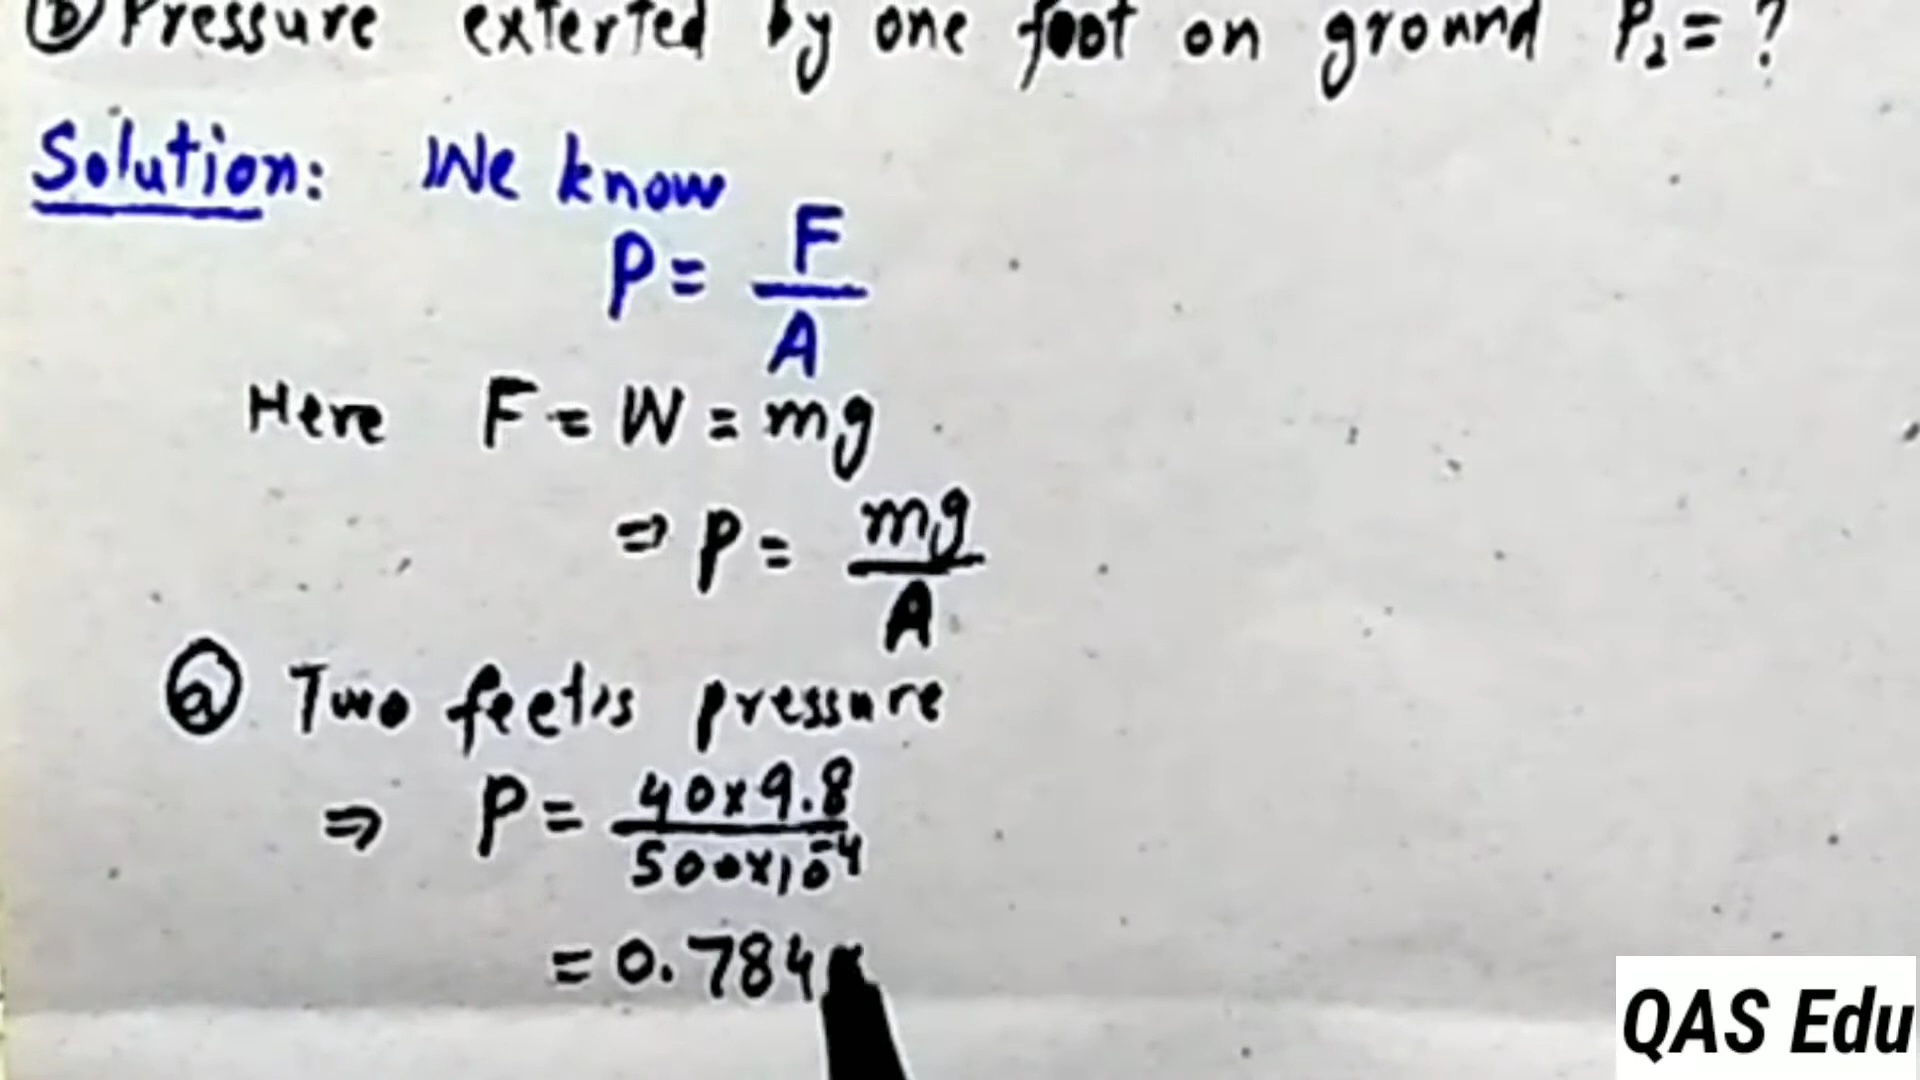 ⓑ Pressure exterted by one foot on ground P₂ = ?
Solution: We know
P = F/A
Here F = W = mg
⇒ P = mg/A
ⓐ Two feet's pressure
⇒ P = 40×9.8/500×10⁻⁴
= 0.784
QAS Edu